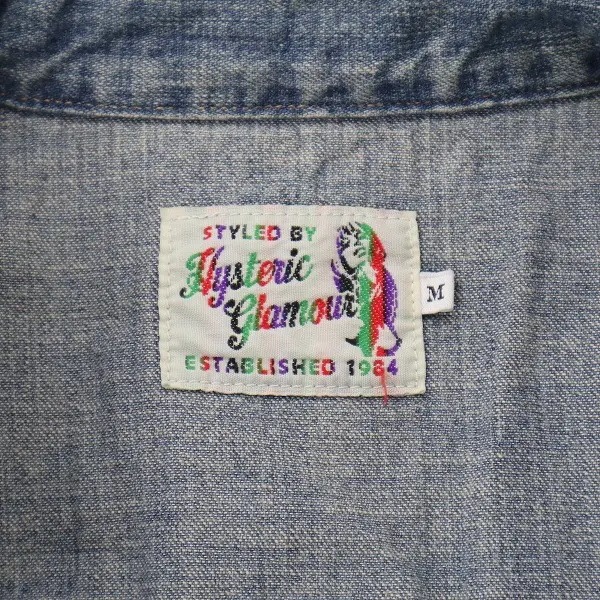 STYLED BY
Hysteric
Glamour
ESTABLISHED 1984
M